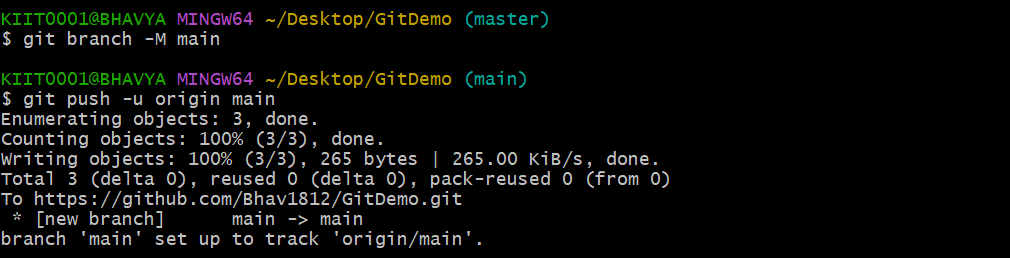 KIIT0001@BHAVYA MINGW64 ~/Desktop/GitDemo (master)
$ git branch -M main
KIIT0001@BHAVYA MINGW64 ~/Desktop/GitDemo (main)
$ git push -u origin main
Enumerating objects: 3, done.
Counting objects: 100% (3/3), done.
Writing objects: 100% (3/3), 265 bytes | 265.00 KiB/s, done.
Total 3 (delta 0), reused 0 (delta 0), pack-reused 0 (from 0)
To https://github.com/Bhav1812/GitDemo.git
 * [new branch]      main -> main
branch 'main' set up to track 'origin/main'.